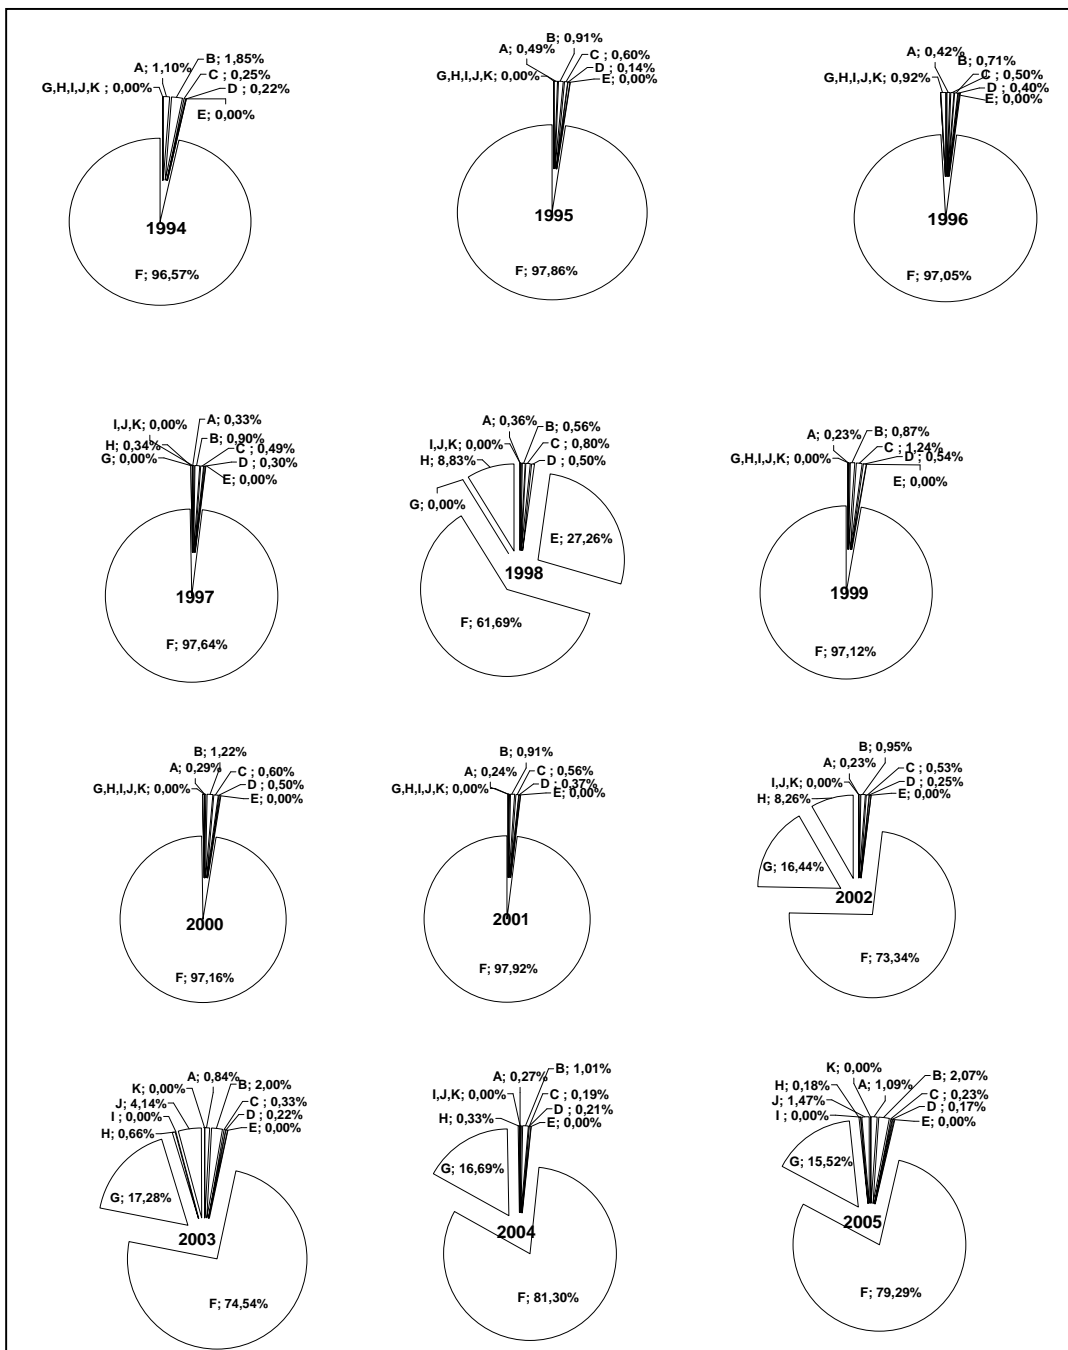 B; 1,85%
A; 1,10%
C ; 0,25%
G,H,I,J,K ; 0,00%
D ; 0,22%
E; 0,00%
1994
F; 96,57%
B; 0,91%
A; 0,49%
C ; 0,60%
D ; 0,14%
G,H,I,J,K; 0,00%
E; 0,00%
1995
F; 97,86%
A; 0,42%
B; 0,71%
C ; 0,50%
G,H,I,J,K; 0,92%
D ; 0,40%
E; 0,00%
1996
F; 97,05%
A; 0,33%
I,J,K; 0,00%
B; 0,90%
H; 0,34%
C ; 0,49%
G; 0,00%
D ; 0,30%
E; 0,00%
1997
F; 97,64%
A; 0,36%
B; 0,56%
I,J,K; 0,00%
C ; 0,80%
H; 8,83%
D ; 0,50%
G; 0,00%
E; 27,26%
1998
F; 61,69%
B; 0,87%
A; 0,23%
C ; 1,24%
G,H,I,J,K; 0,00%
D ; 0,54%
E; 0,00%
1999
F; 97,12%
B; 1,22%
A; 0,29%
C ; 0,60%
G,H,I,J,K; 0,00%
D ; 0,50%
E; 0,00%
2000
F; 97,16%
B; 0,91%
A; 0,24%
C ; 0,56%
G,H,I,J,K; 0,00%
D ; 0,37%
E; 0,00%
2001
F; 97,92%
B; 0,95%
A; 0,23%
C ; 0,53%
I,J,K; 0,00%
D ; 0,25%
H; 8,26%
E; 0,00%
G; 16,44%
2002
F; 73,34%
A; 0,84%
K; 0,00%
B; 2,00%
J; 4,14%
C ; 0,33%
I ; 0,00%
D ; 0,22%
H; 0,66%
E; 0,00%
G; 17,28%
2003
F; 74,54%
B; 1,01%
A; 0,27%
I,J,K; 0,00%
C ; 0,19%
D ; 0,21%
H; 0,33%
E; 0,00%
G; 16,69%
2004
F; 81,30%
K; 0,00%
B; 2,07%
H; 0,18%
A; 1,09%
C ; 0,23%
J; 1,47%
D ; 0,17%
I ; 0,00%
E; 0,00%
G; 15,52%
2005
F; 79,29%